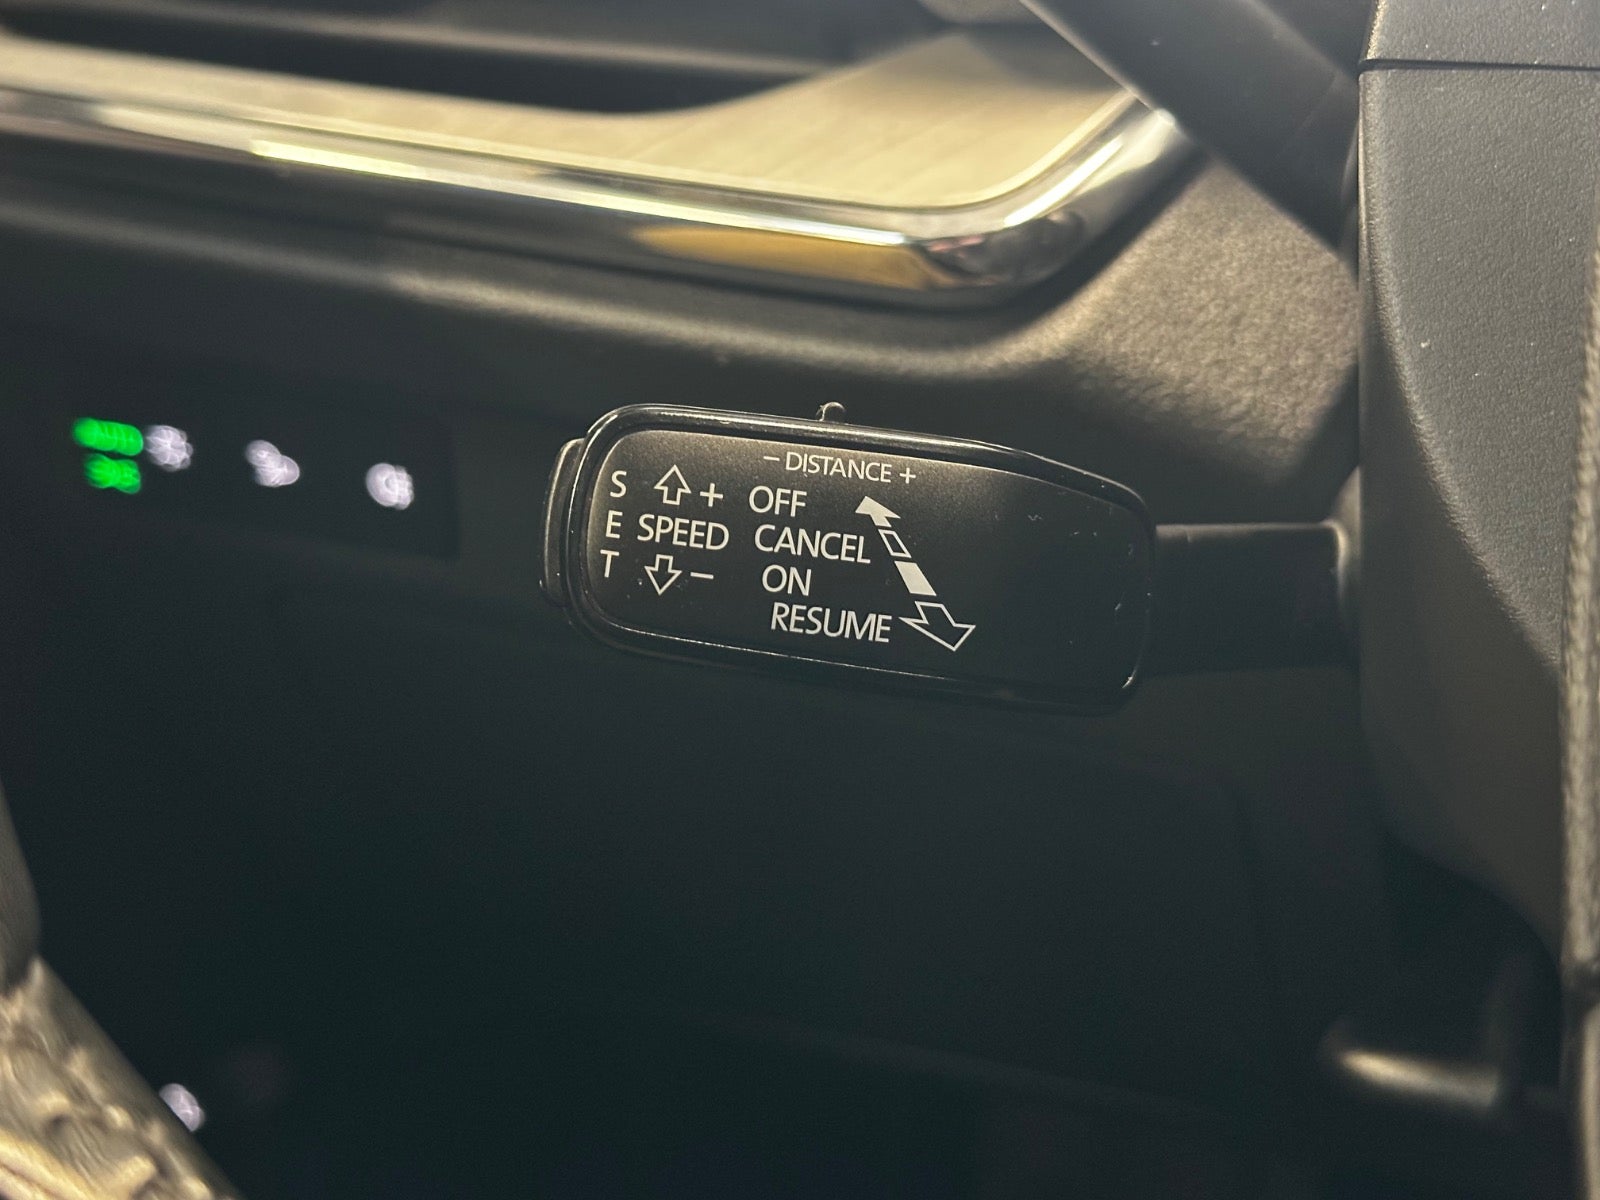 − DISTANCE +
S + OFF
E SPEED CANCEL
T − ON
RESUME